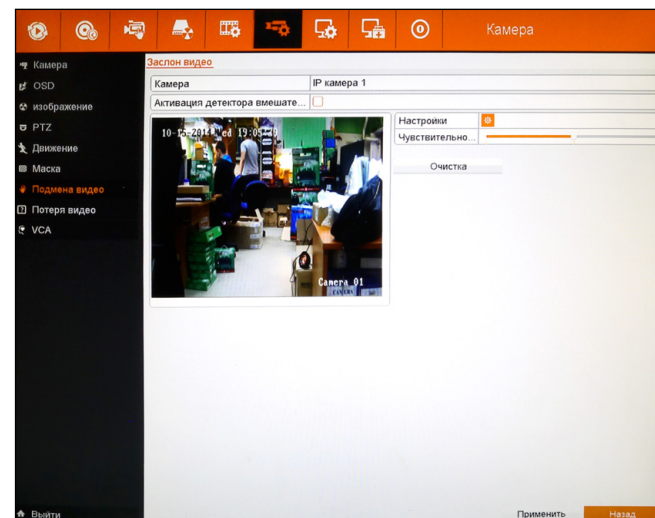 Камера
Камера
OSD
изображение
PTZ
Движение
Маска
Подмена видео
Потеря видео
VCA
Выйти
Заслон видео
Камера IP камера 1
Активация детектора вмешате...
Camera 01
Настройки
Чувствительно...
Очистка
Применить Назад